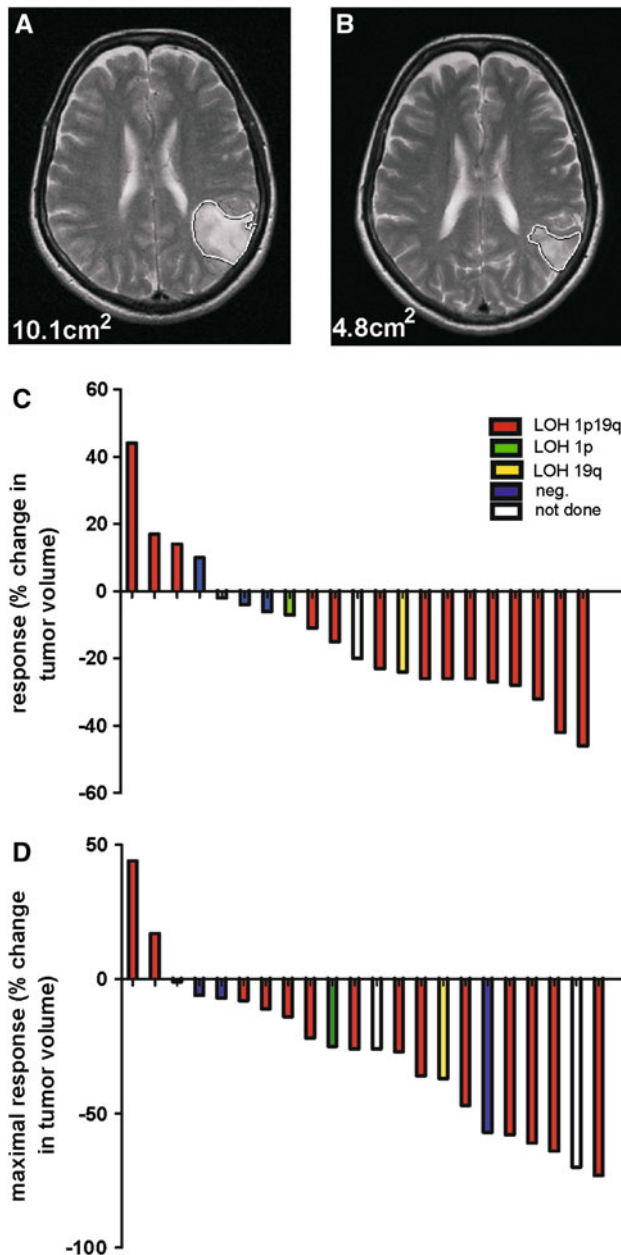 A
B
10.1cm²
4.8cm²
C
60
40
20
0
-20
-40
-60
response (% change in
tumor volume)
LOH 1p19q
LOH 1p
LOH 19q
neg.
not done
D
50
0
-50
-100
maximal response (% change
in tumor volume)